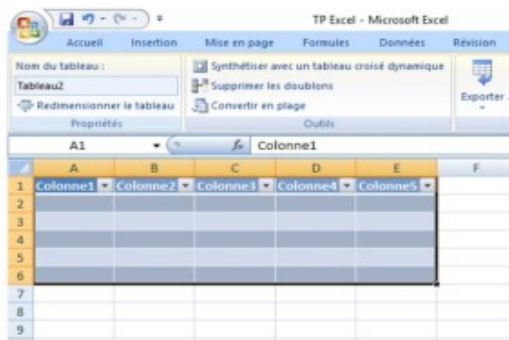 TP Excel - Microsoft Excel
Accueil Insertion Mise en page Formules Données Révision
Nom du tableau :
Tableau2
Redimensionner le tableau
Propriétés
Synthétiser avec un tableau croisé dynamique
Supprimer les doublons
Convertir en plage
Outils
Exporter
A1 fx Colonne1
A B C D E F
1 Colonne1 Colonne2 Colonne3 Colonne4 Colonne5
2
3
4
5
6
7
8
9